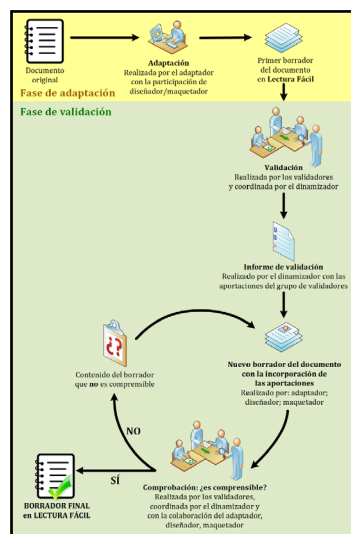 Documento
original
Adaptación
Realizada por el adaptador
con la participación de
diseñador/maquetador
Primer borrador
del documento
en Lectura Fácil
Fase de adaptación
Fase de validación
Validación
Realizada por los validadores
y coordinada por el dinamizador
Informe de validación
Realizado por el dinamizador con las
aportaciones del grupo de validadores
Nuevo borrador del documento
con la incorporación de
las aportaciones
Realizado por: adaptador;
diseñador; maquetador
¿?
Contenido del borrador
que no es comprensible
NO
SÍ
Comprobación: ¿es comprensible?
Realizada por los validadores,
coordinada por el dinamizador y
con la colaboración del adaptador,
diseñador, maquetador
BORRADOR FINAL
en LECTURA FÁCIL